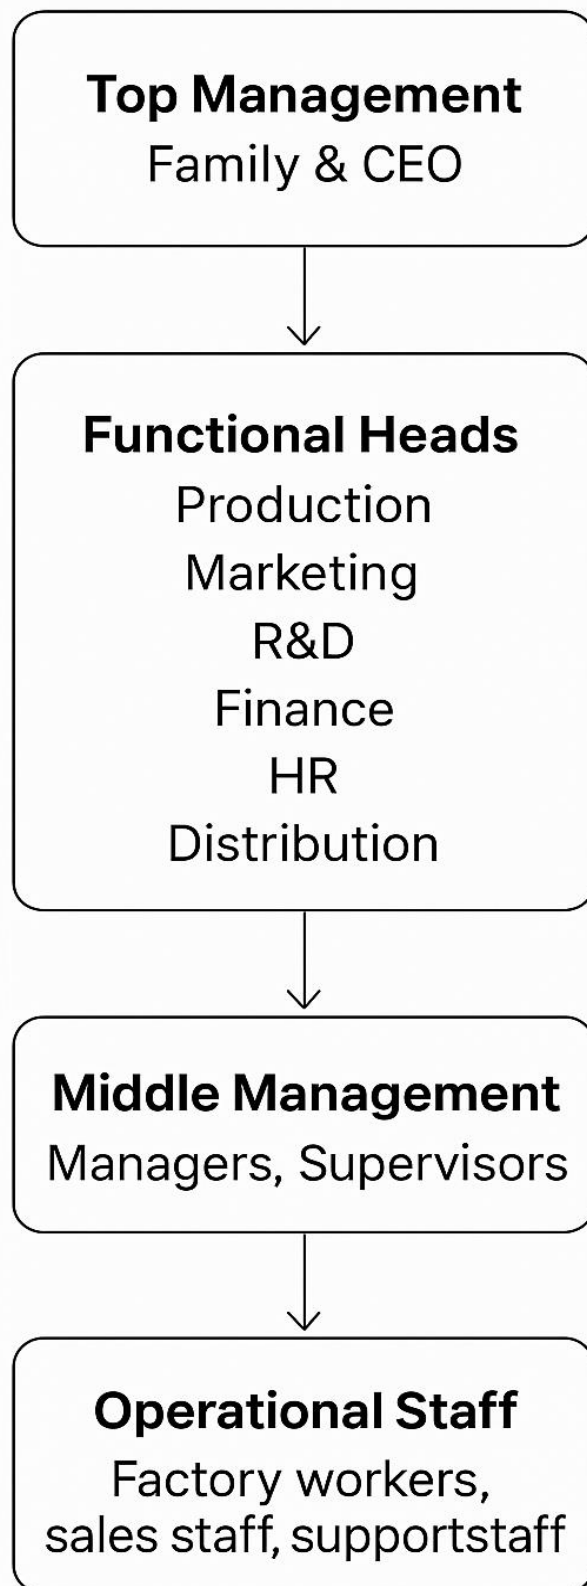 Top Management
Family & CEO
Functional Heads
Production
Marketing
R&D
Finance
HR
Distribution
Middle Management
Managers, Supervisors
Operational Staff
Factory workers,
sales staff, supportstaff